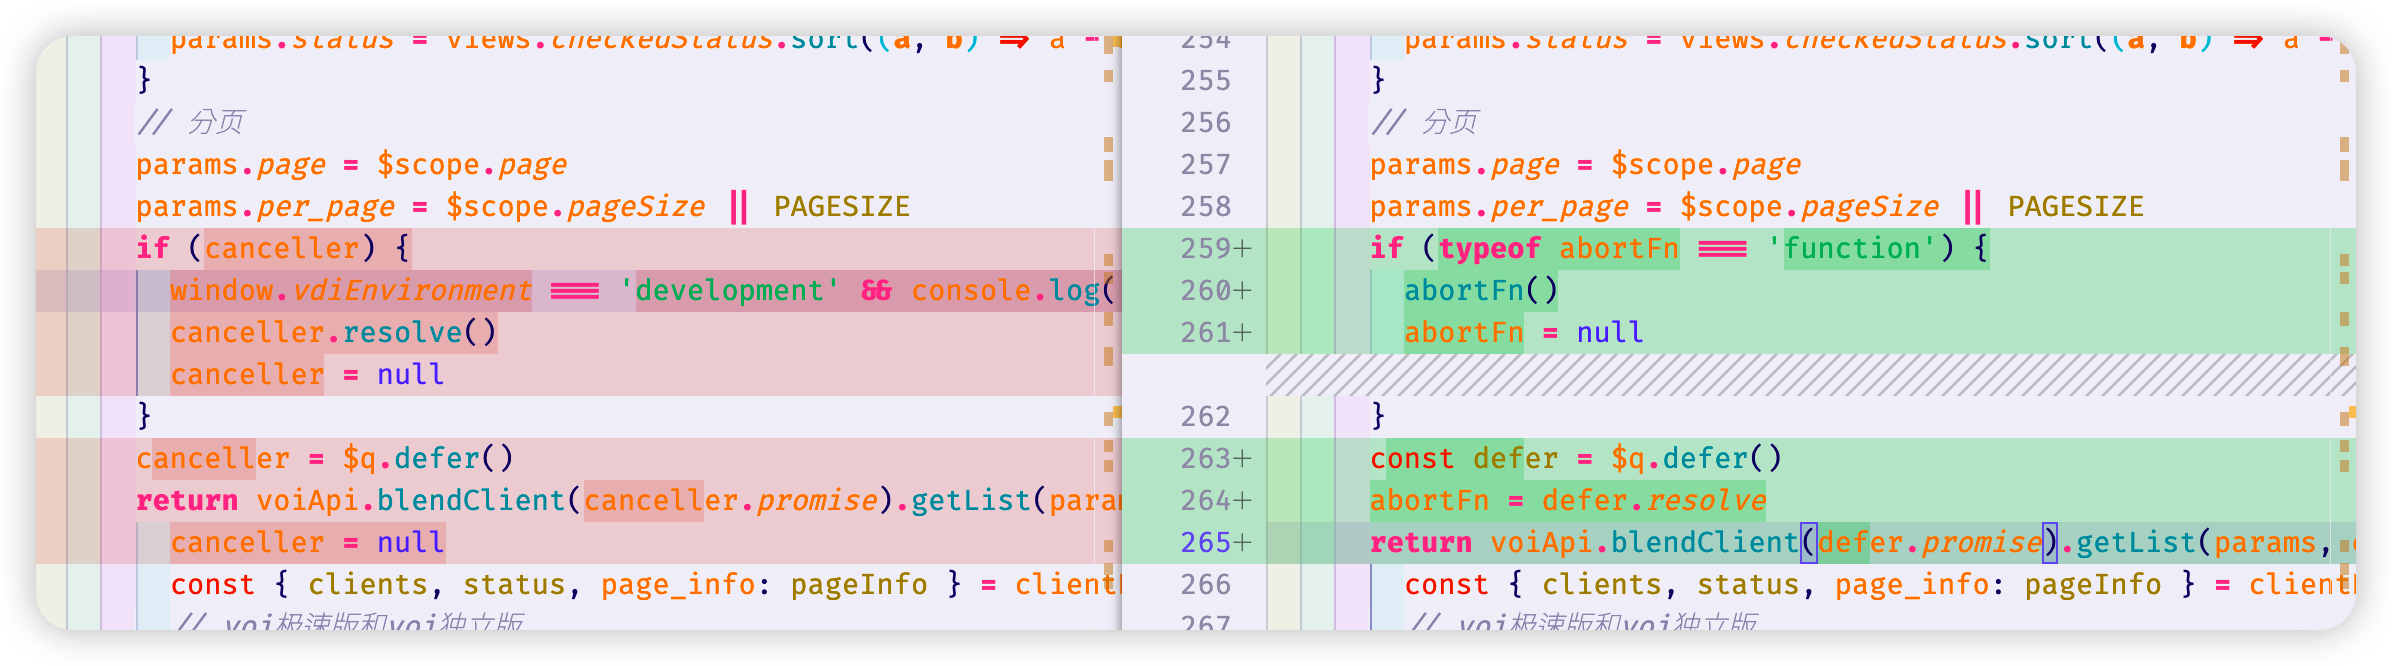 params.status = views.checkedStatus.sort((a, b) => a -
}
// 分页
params.page = $scope.page
params.per_page = $scope.pageSize || PAGESIZE
if (canceller) {
window.vdiEnvironment === 'development' && console.log(
canceller.resolve()
canceller = null
}
canceller = $q.defer()
return voiApi.blendClient(canceller.promise).getList(para
canceller = null
const { clients, status, page_info: pageInfo } = client
// voi极速版和voi独立版
254 params.status = views.checkedStatus.sort((a, b) => a -
255 }
256 // 分页
257 params.page = $scope.page
258 params.per_page = $scope.pageSize || PAGESIZE
259+ if (typeof abortFn === 'function') {
260+ abortFn()
261+ abortFn = null
262 }
263+ const defer = $q.defer()
264+ abortFn = defer.resolve
265+ return voiApi.blendClient(defer.promise).getList(params,
266 const { clients, status, page_info: pageInfo } = client
267 // voi极速版和voi独立版